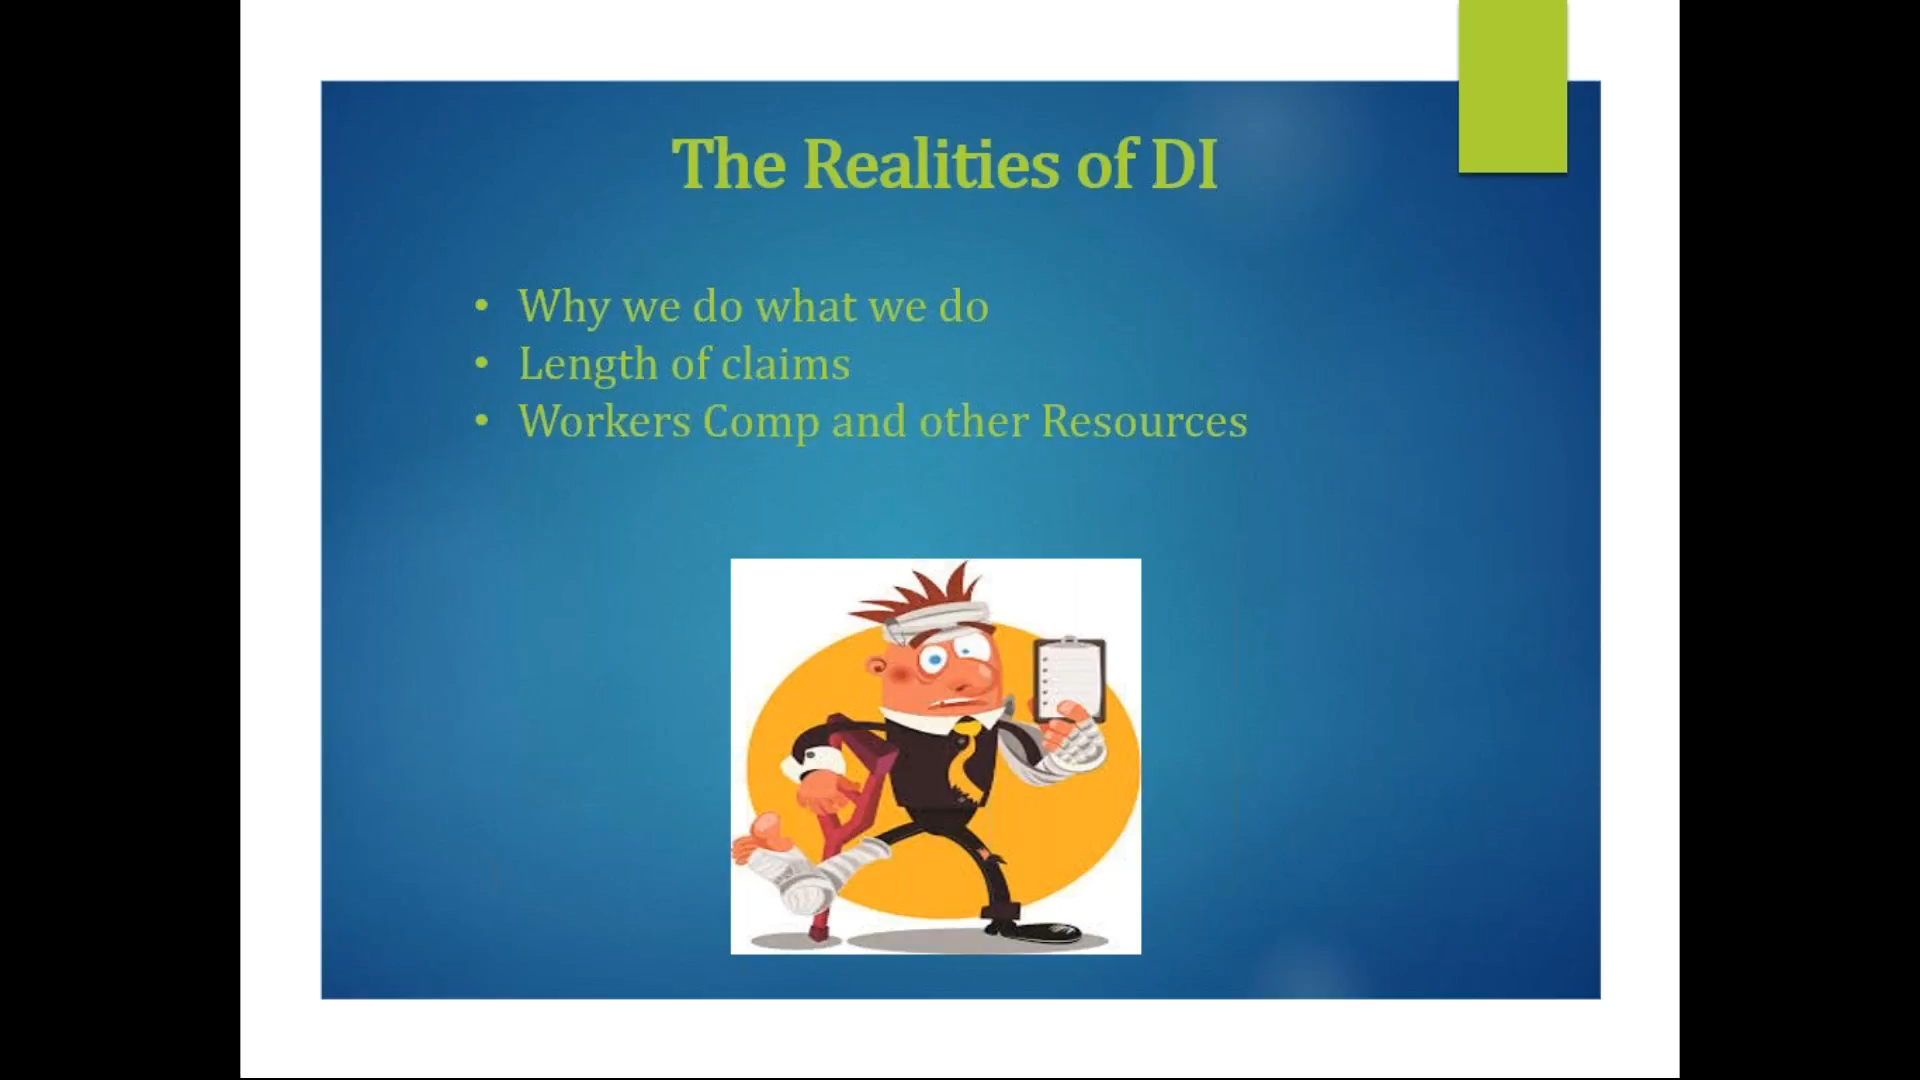 The Realities of DI
• Why we do what we do
• Length of claims
• Workers Comp and other Resources